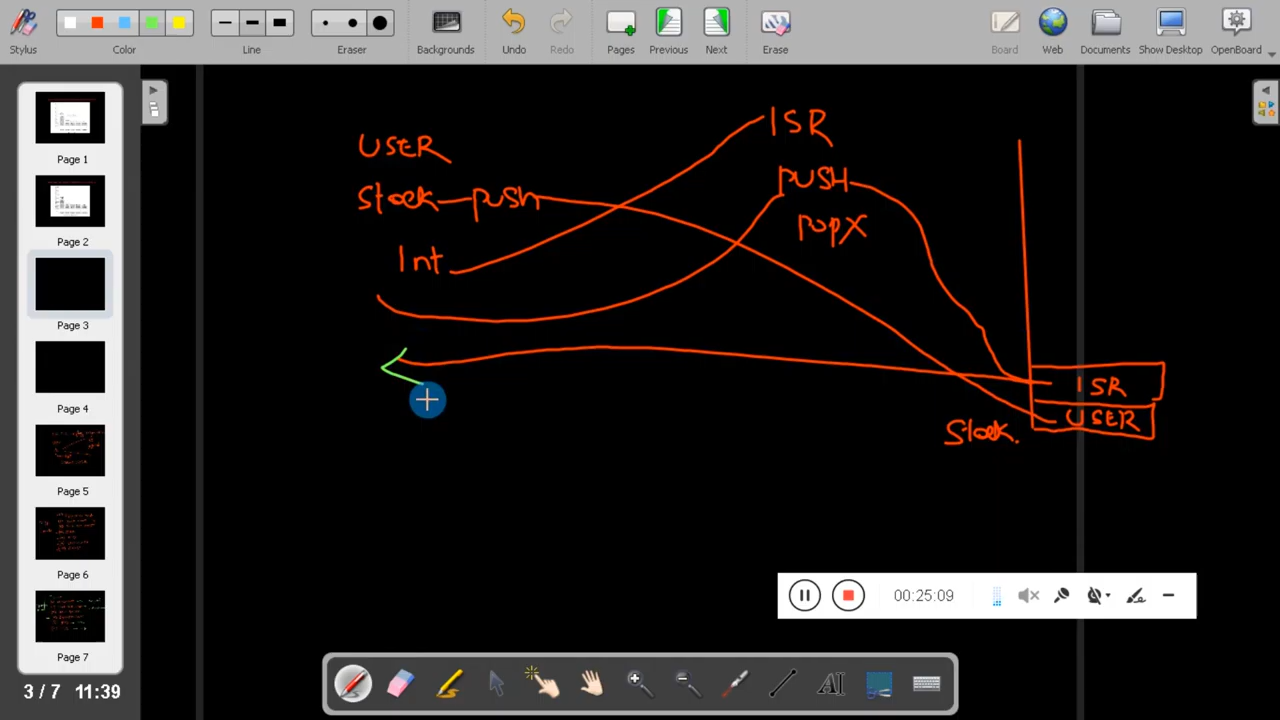 Stylus
Color
Line
Eraser
Backgrounds
Undo
Redo
Pages
Previous
Next
Erase
Board
Web
Documents
Show Desktop
OpenBoard
Page 1
Page 2
Page 3
Page 4
Page 5
Page 6
Page 7
3 / 7 11:39
USER
ISR
Stack push
PUSH
POPX
Int
ISR
USER
Stack.
00:25:09
AI